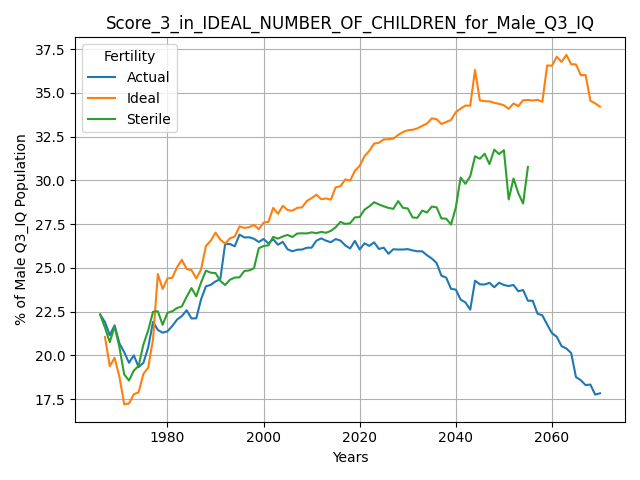 Score_3_in_IDEAL_NUMBER_OF_CHILDREN_for_Male_Q3_IQ
Fertility
Actual
Ideal
Sterile
% of Male Q3_IQ Population
37.5
35.0
32.5
30.0
27.5
25.0
22.5
20.0
17.5
1980
2000
2020
2040
2060
Years